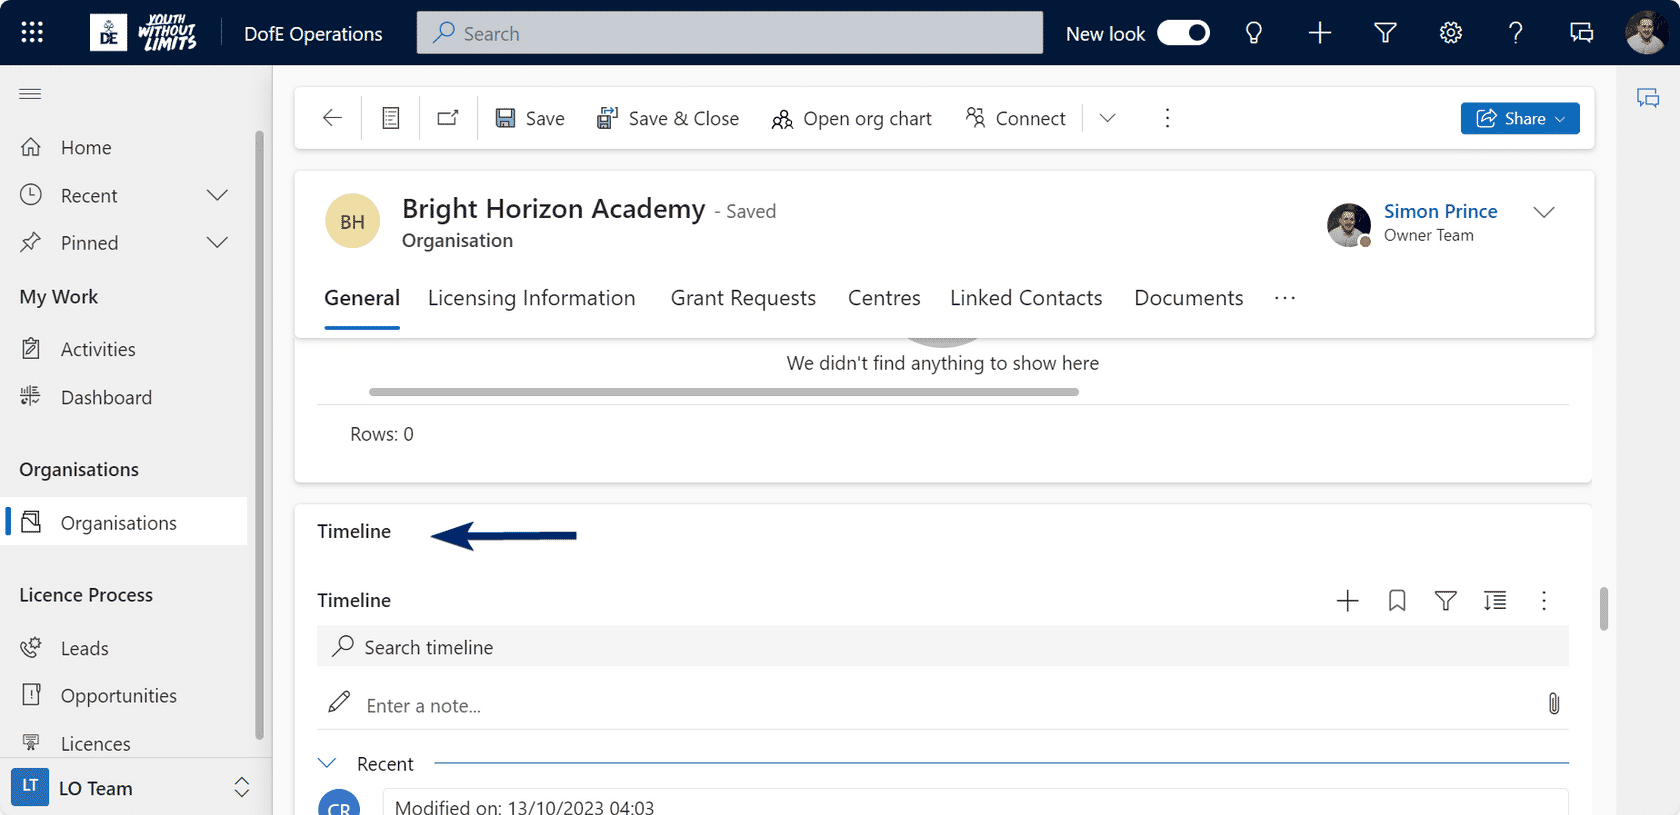 DE
YOUTH
WITHOUT
LIMITS
DofE Operations
Search
New look
Home
Recent
Pinned
My Work
Activities
Dashboard
Organisations
Organisations
Licence Process
Leads
Opportunities
Licences
LT
LO Team
Save
Save & Close
Open org chart
Connect
Share
BH
Bright Horizon Academy - Saved
Organisation
Simon Prince
Owner Team
General
Licensing Information
Grant Requests
Centres
Linked Contacts
Documents
We didn't find anything to show here
Rows: 0
Timeline
Timeline
Search timeline
Enter a note...
Recent
CR
Modified on: 13/10/2023 04:03